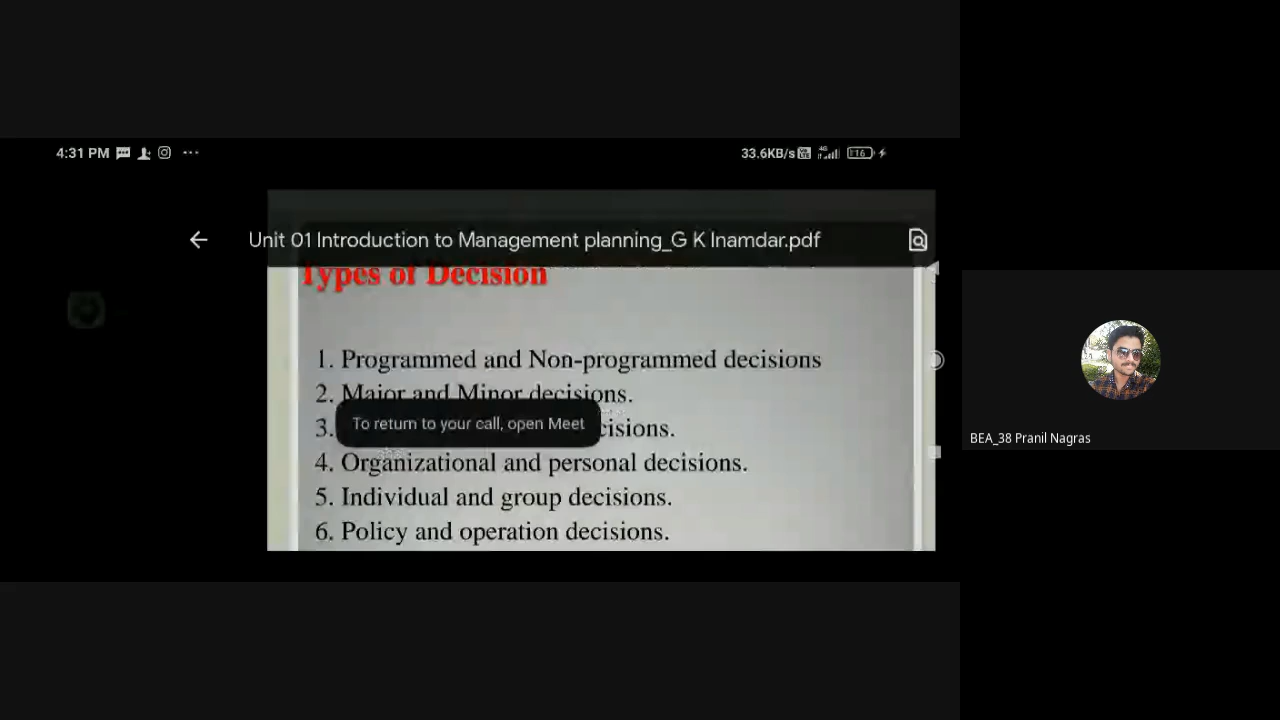 4:31 PM
33.6KB/s
Unit 01 Introduction to Management planning_G K Inamdar.pdf
Types of Decision
1. Programmed and Non-programmed decisions
2. Major and Minor decisions.
To return to your call, open Meet
3.
4. Organizational and personal decisions.
5. Individual and group decisions.
6. Policy and operation decisions.
BEA_38 Pranil Nagras